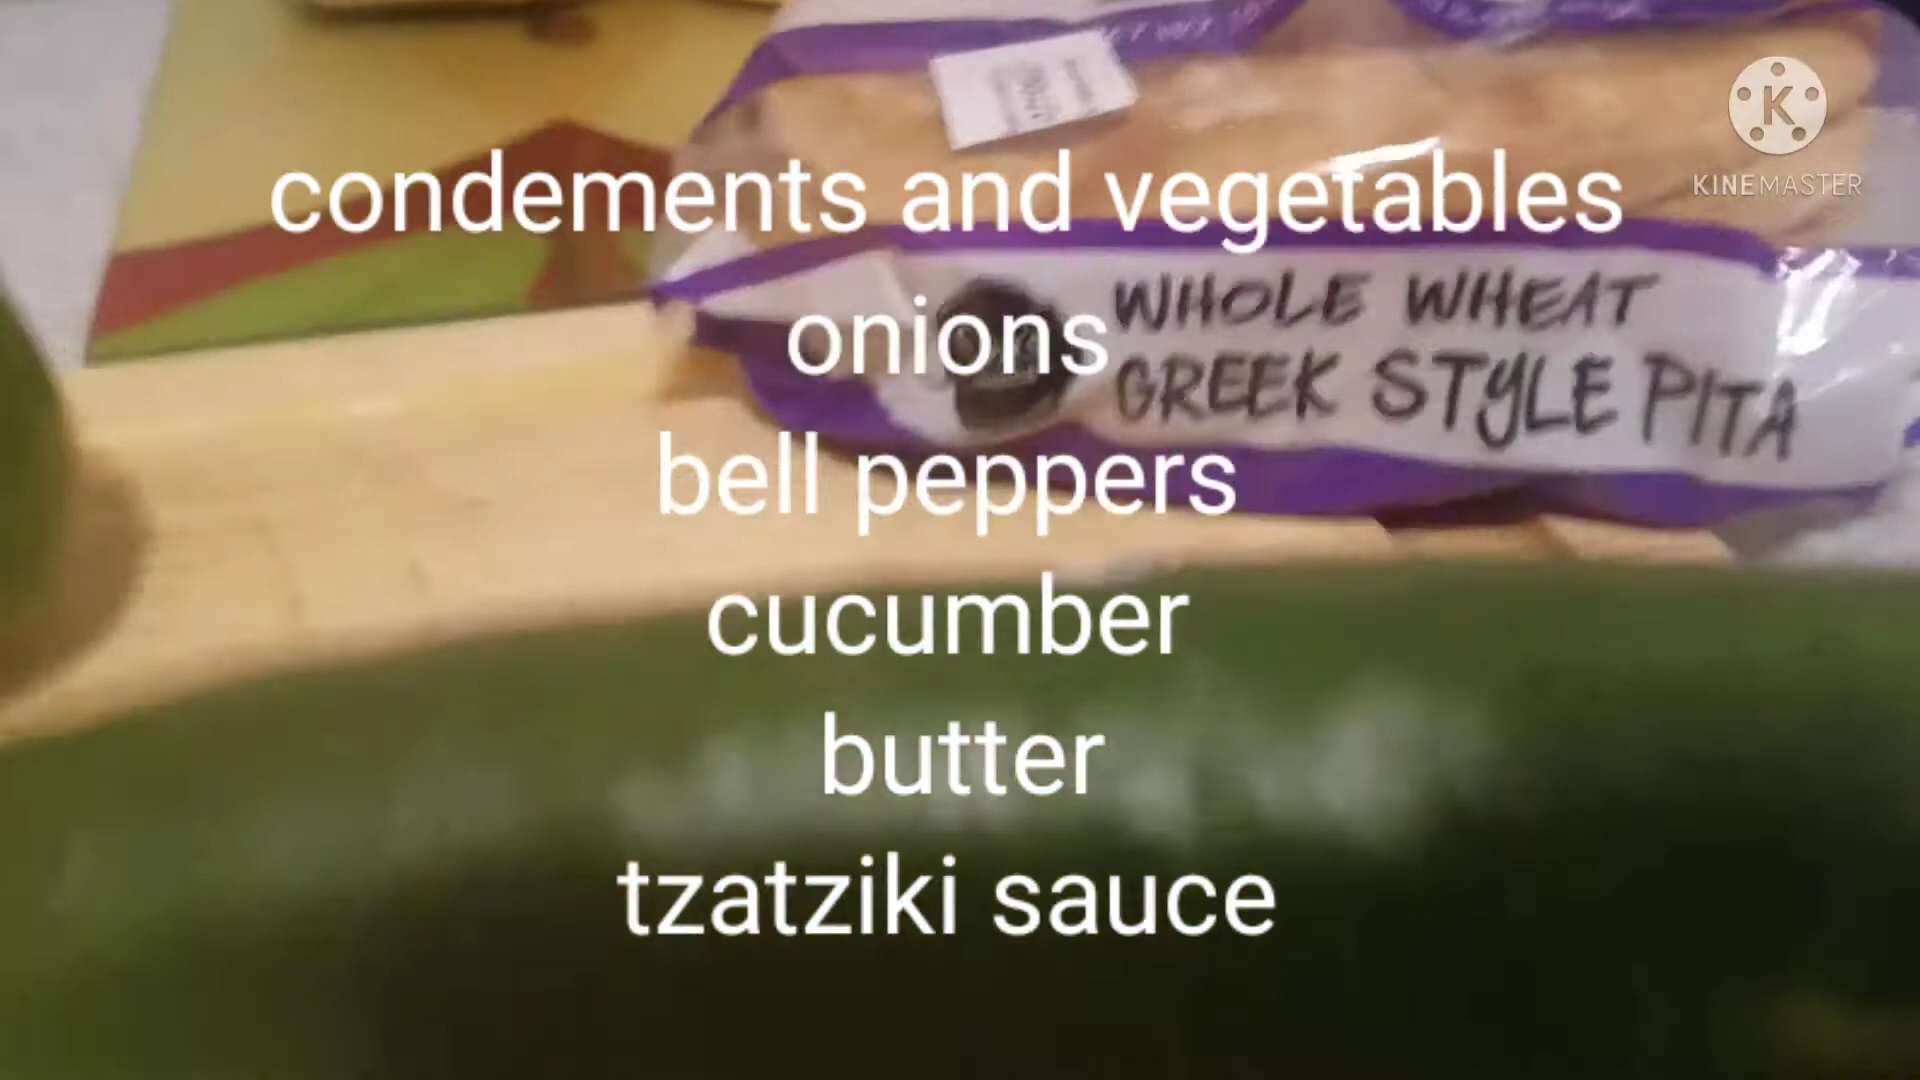 KINEMASTER
condements and vegetables
onions
WHOLE WHEAT
GREEK STYLE PITA
bell peppers
cucumber
butter
tzatziki sauce